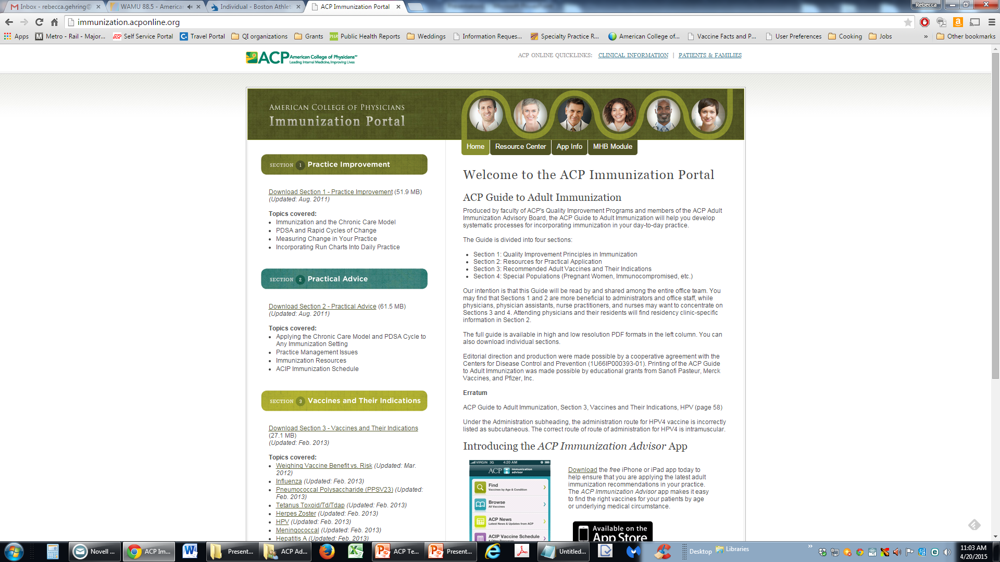 Inbox - rebecca.gehring@
WAMU 88.5 - American
Individual - Boston Athleti
ACP Immunization Portal
Rebecca
immunization.acponline.org
Apps
Metro - Rail - Major...
Self Service Portal
Travel Portal
QI organizations
Grants
Public Health Reports
Weddings
Information Reques...
Specialty Practice R...
American College of...
Vaccine Facts and P...
User Preferences
Cooking
Jobs
»
Other bookmarks
ACP American College of Physicians™
Leading Internal Medicine, Improving Lives
ACP ONLINE QUICKLINKS: CLINICAL INFORMATION | PATIENTS & FAMILIES
AMERICAN COLLEGE OF PHYSICIANS
Immunization Portal
Home
Resource Center
App Info
MHB Module
SECTION 1 Practice Improvement
Download Section 1 - Practice Improvement (51.9 MB)
(Updated: Aug. 2011)
Topics covered:
• Immunization and the Chronic Care Model
• PDSA and Rapid Cycles of Change
• Measuring Change in Your Practice
• Incorporating Run Charts Into Daily Practice
SECTION 2 Practical Advice
Download Section 2 - Practical Advice (61.5 MB)
(Updated: Aug. 2011)
Topics covered:
• Applying the Chronic Care Model and PDSA Cycle to
Any Immunization Setting
• Practice Management Issues
• Immunization Resources
• ACIP Immunization Schedule
SECTION 3 Vaccines and Their Indications
Download Section 3 - Vaccines and Their Indications
(27.1 MB)
(Updated: Feb. 2013)
Topics covered:
• Weighing Vaccine Benefit vs. Risk (Updated: Mar.
2012)
• Influenza (Updated: Feb. 2013)
• Pneumococcal Polysaccharide (PPSV23) (Updated:
Feb. 2013)
• Tetanus Toxoid/Td/Tdap (Updated: Feb. 2013)
• Herpes Zoster (Updated: Feb. 2013)
• HPV (Updated: Feb. 2013)
• Meningococcal (Updated: Feb. 2013)
• Hepatitis A (Updated: Feb. 2013)
Welcome to the ACP Immunization Portal
ACP Guide to Adult Immunization
Produced by faculty of ACP's Quality Improvement Programs and members of the ACP Adult
Immunization Advisory Board, the ACP Guide to Adult Immunization will help you develop
systematic processes for incorporating immunization in your day-to-day practice.
The Guide is divided into four sections:
• Section 1: Quality Improvement Principles in Immunization
• Section 2: Resources for Practical Application
• Section 3: Recommended Adult Vaccines and Their Indications
• Section 4: Special Populations (Pregnant Women, Immunocompromised, etc.)
Our intention is that this Guide will be read by and shared among the entire office team. You
may find that Sections 1 and 2 are more beneficial to administrators and office staff, while
physicians, physician assistants, nurse practitioners, and nurses may want to concentrate on
Sections 3 and 4. Attending physicians and their residents will find residency clinic-specific
information in Section 2.
The full guide is available in high and low resolution PDF formats in the left column. You can
also download individual sections.
Editorial direction and production were made possible by a cooperative agreement with the
Centers for Disease Control and Prevention (1U66IP000393-01). Printing of the ACP Guide
to Adult Immunization was made possible by educational grants from Sanofi Pasteur, Merck
Vaccines, and Pfizer, Inc.
Erratum
ACP Guide to Adult Immunization, Section 3, Vaccines and Their Indications, HPV (page 58)
Under the Administration subheading, the administration route for HPV4 vaccine is incorrectly
listed as subcutaneous. The correct route of route of administration for HPV4 is intramuscular.
Introducing the ACP Immunization Advisor App
VIRGIN 3G 4:20 AM
ACP immunization
advisor
Find
Vaccines by Age & Condition
Browse
All Vaccines
ACP News
Latest News & Updates from ACP
ACIP Vaccine Schedule
& Other Resources
Download the free iPhone or iPad app today to
help ensure that you are applying the latest adult
immunization recommendations in your practice.
The ACP Immunization Advisor app makes it easy
to find the right vaccines for your patients by age
or underlying medical circumstance.
Available on the
App Store
Novell ...
ACP Im...
Present...
ACP Ad...
ACP Te...
Present...
Untitled...
Desktop
Libraries
»
11:03 AM
4/20/2015